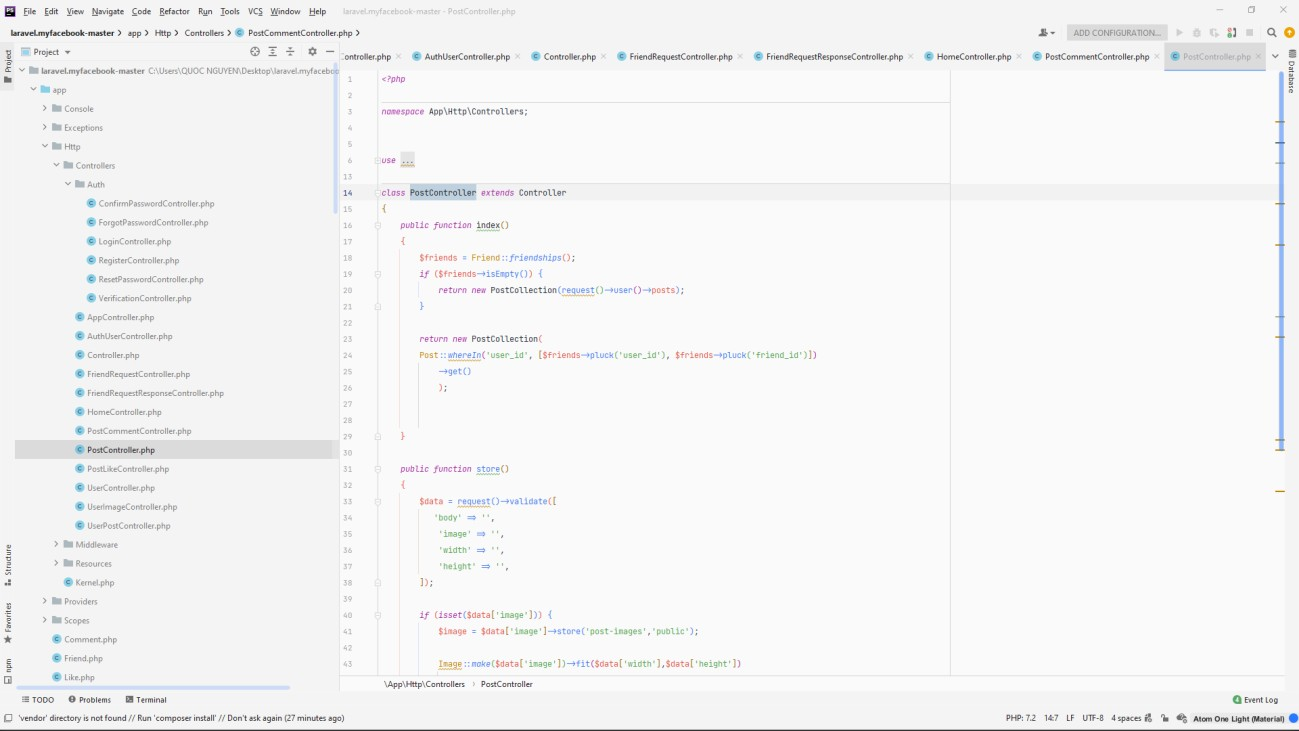 PS File Edit View Navigate Code Refactor Run Tools VCS Window Help laravel.myfacebook-master - PostController.php
laravel.myfacebook-master app Http Controllers PostCommentController.php ADD CONFIGURATION...
Project
Controller.php AuthUserController.php Controller.php FriendRequestController.php FriendRequestResponseController.php HomeController.php PostCommentController.php PostController.php
Project
Structure
Favorites
npm
Database
laravel.myfacebook-master C:\Users\QUOC NGUYEN\Desktop\laravel.myfaceboo
app
Console
Exceptions
Http
Controllers
Auth
ConfirmPasswordController.php
ForgotPasswordController.php
LoginController.php
RegisterController.php
ResetPasswordController.php
VerificationController.php
AppController.php
AuthUserController.php
Controller.php
FriendRequestController.php
FriendRequestResponseController.php
HomeController.php
PostCommentController.php
PostController.php
PostLikeController.php
UserController.php
UserImageController.php
UserPostController.php
Middleware
Resources
Kernel.php
Providers
Scopes
Comment.php
Friend.php
Like.php
1 <?php
2
3 namespace App\Http\Controllers;
4
5
6 use ...
13
14 class PostController extends Controller
15 {
16 public function index()
17 {
18 $friends = Friend::friendships();
19 if ($friends->isEmpty()) {
20 return new PostCollection(request()->user()->posts);
21 }
22
23 return new PostCollection(
24 Post::whereIn('user_id', [$friends->pluck('user_id'), $friends->pluck('friend_id')])
25 ->get()
26 );
27
28
29 }
30
31 public function store()
32 {
33 $data = request()->validate([
34 'body' => '',
35 'image' => '',
36 'width' => '',
37 'height' => '',
38 ]);
39
40 if (isset($data['image'])) {
41 $image = $data['image']->store('post-images','public');
42
43 Image::make($data['image'])->fit($data['width'],$data['height'])
\App\Http\Controllers › PostController
TODO Problems Terminal 4 Event Log
'vendor' directory is not found // Run 'composer install' // Don't ask again (27 minutes ago) PHP: 7.2 14:7 LF UTF-8 4 spaces Atom One Light (Material)